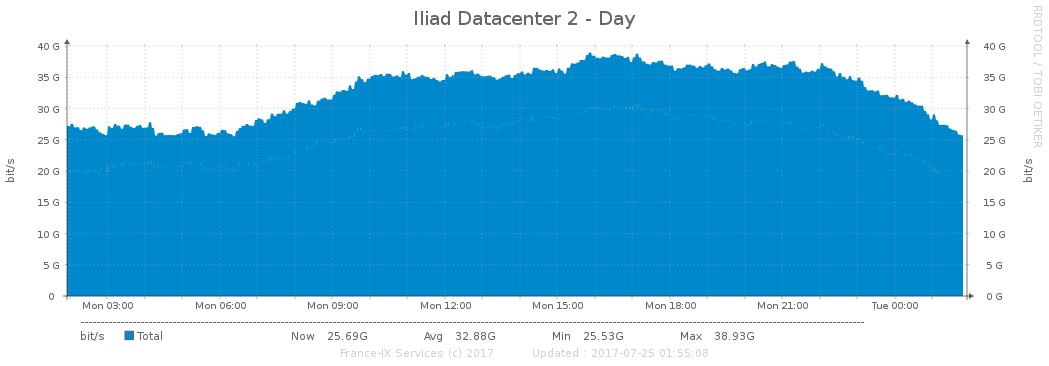 Iliad Datacenter 2 - Day
RRDTOOL / TOBI OETIKER
bit/s
40 G 40 G
35 G 35 G
30 G 30 G
25 G 25 G
20 G 20 G
15 G 15 G
10 G 10 G
5 G 5 G
0 0 G
bit/s
Mon 03:00 Mon 06:00 Mon 09:00 Mon 12:00 Mon 15:00 Mon 18:00 Mon 21:00 Tue 00:00
bit/s Total Now 25.69G Avg 32.88G Min 25.53G Max 38.93G
France-IX Services (c) 2017 Updated : 2017-07-25 01:55:08